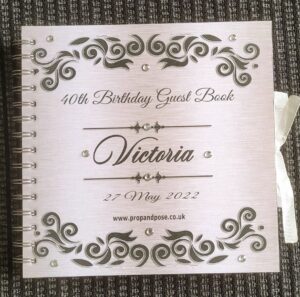 40th Birthday Guest Book
Victoria
27 May 2022
www.propandpose.co.uk